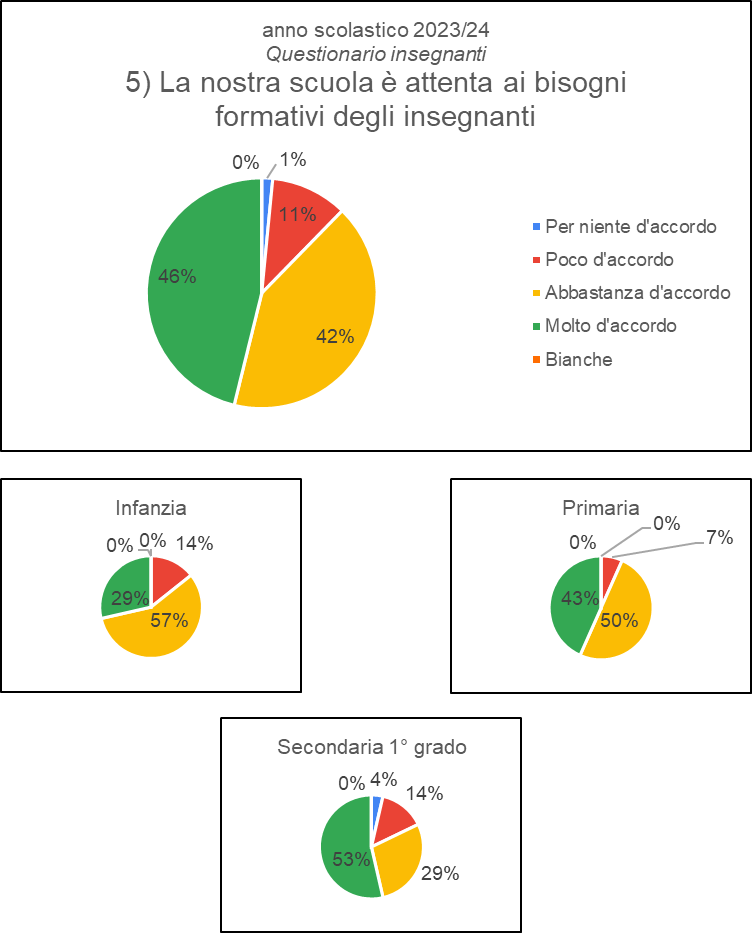 anno scolastico 2023/24
Questionario insegnanti
5) La nostra scuola è attenta ai bisogni
formativi degli insegnanti
0%
1%
11%
46%
42%
Per niente d'accordo
Poco d'accordo
Abbastanza d'accordo
Molto d'accordo
Bianche
Infanzia
0%
0%
14%
29%
57%
Primaria
0%
0%
7%
43%
50%
Secondaria 1° grado
0%
4%
14%
53%
29%